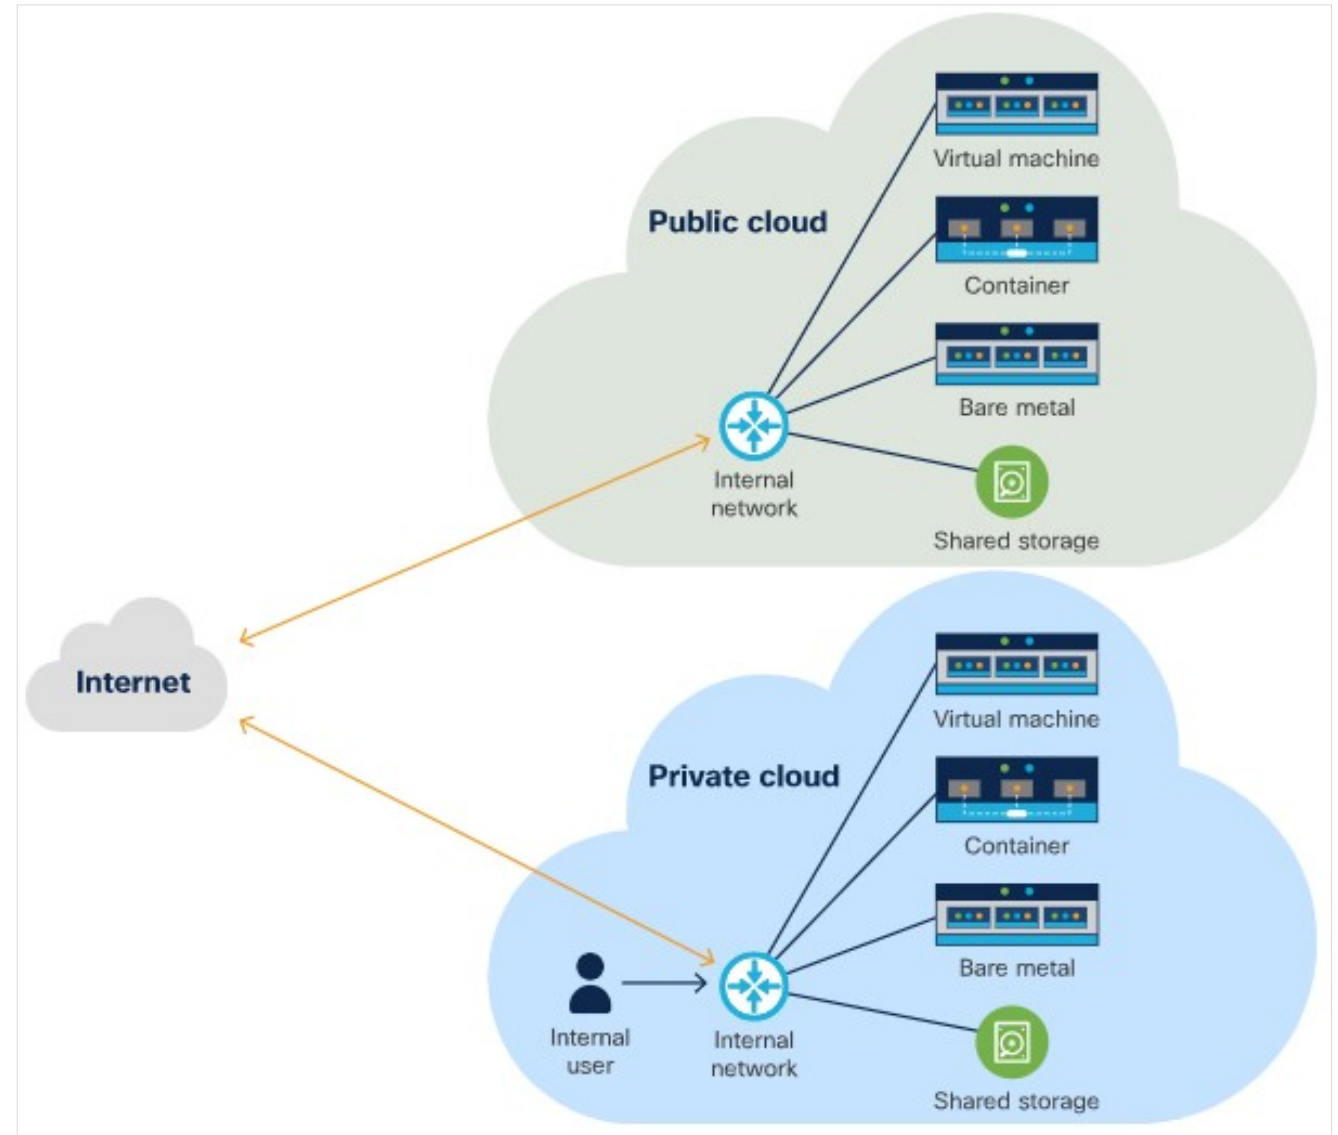 Virtual machine
Public cloud
Container
Bare metal
Internal
network
Shared storage
Internet
Virtual machine
Private cloud
Container
Bare metal
Internal
user
Internal
network
Shared storage